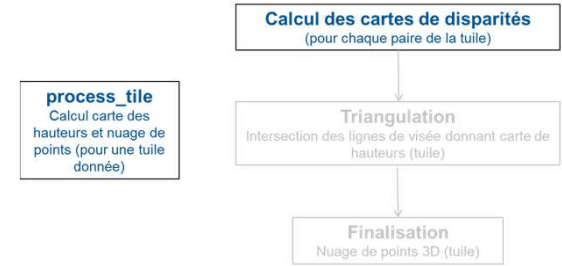 Calcul des cartes de disparités
(pour chaque paire de la tuile)
process_tile
Calcul carte des
hauteurs et nuage de
points (pour une tuile
donnée)
Triangulation
Intersection des lignes de visée donnant carte de
hauteurs (tuile)
Finalisation
Nuage de points 3D (tuile)